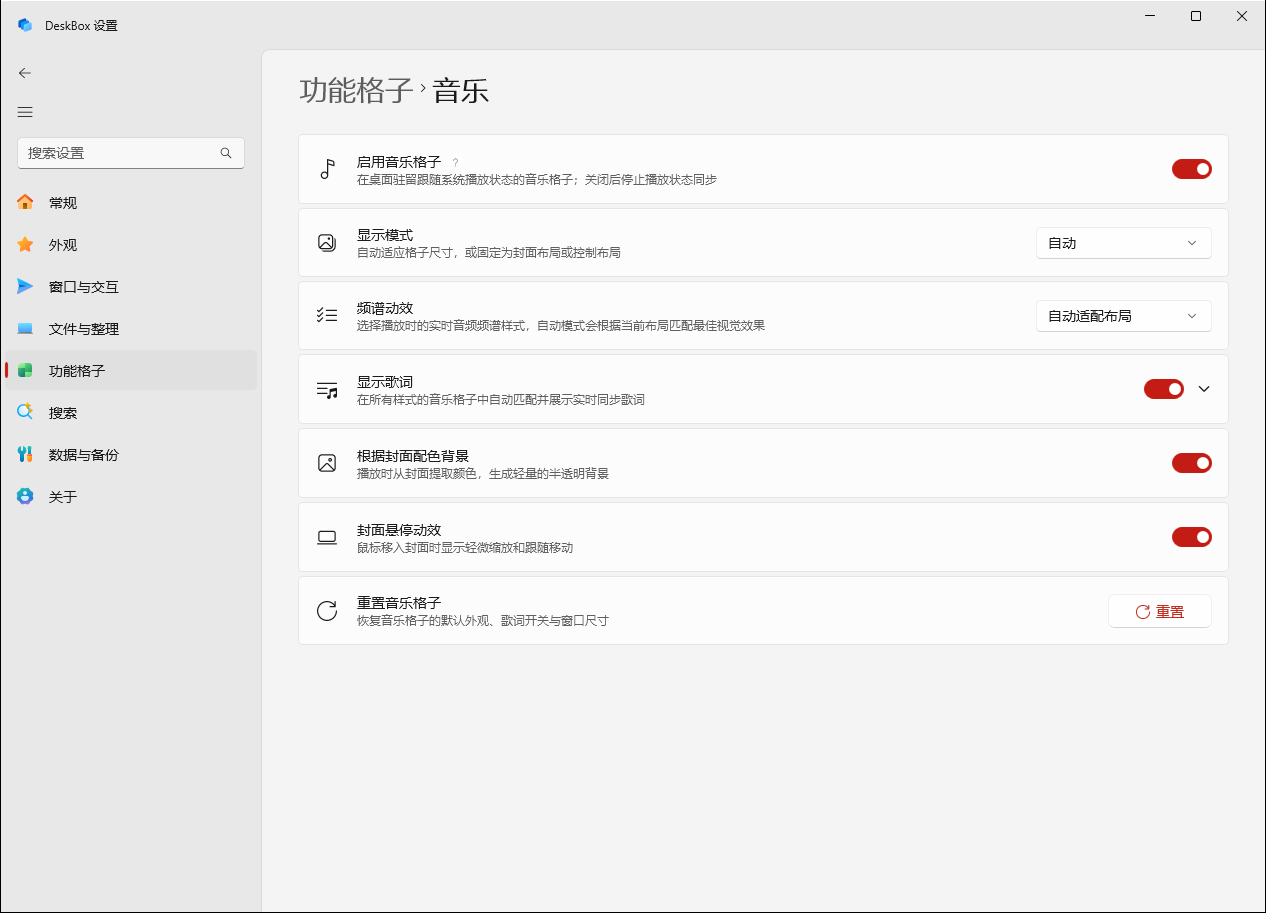 DeskBox 设置
搜索设置
常规
外观
窗口与交互
文件与整理
功能格子
搜索
数据与备份
关于
功能格子 › 音乐
启用音乐格子 ?
在桌面驻留跟随系统播放状态的音乐格子；关闭后停止播放状态同步
显示模式
自动适应格子尺寸，或固定为封面布局或控制布局
自动
频谱动效
选择播放时的实时音频频谱样式，自动模式会根据当前布局匹配最佳视觉效果
自动适配布局
显示歌词
在所有样式的音乐格子中自动匹配并展示实时同步歌词
根据封面配色背景
播放时从封面提取颜色，生成轻量的半透明背景
封面悬停动效
鼠标移入封面时显示轻微缩放和跟随移动
重置音乐格子
恢复音乐格子的默认外观、歌词开关与窗口尺寸
重置